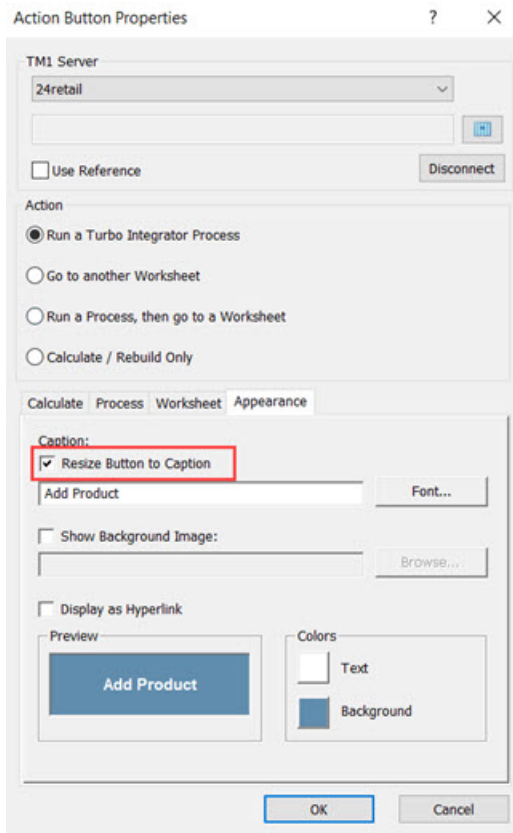 Action Button Properties ? ×
TM1 Server
24retail
Use Reference
Disconnect
Action
Run a Turbo Integrator Process
Go to another Worksheet
Run a Process, then go to a Worksheet
Calculate / Rebuild Only
Calculate Process Worksheet Appearance
Caption:
Resize Button to Caption
Add Product
Font...
Show Background Image:
Browse...
Display as Hyperlink
Preview
Add Product
Colors
Text
Background
OK Cancel